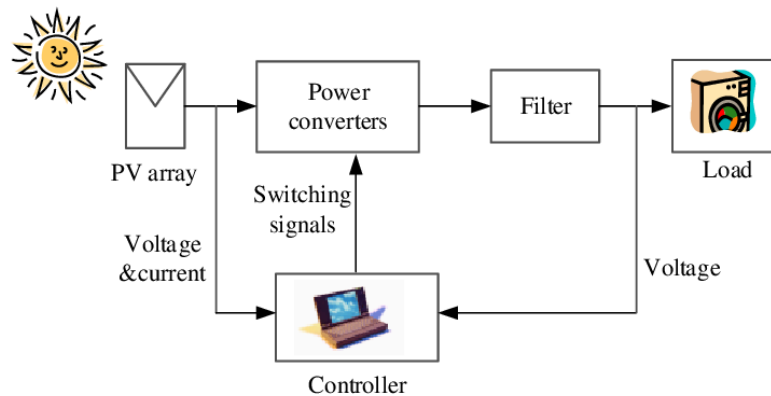 Power
converters
Filter
PV array
Load
Switching
signals
Voltage
&current
Voltage
Controller